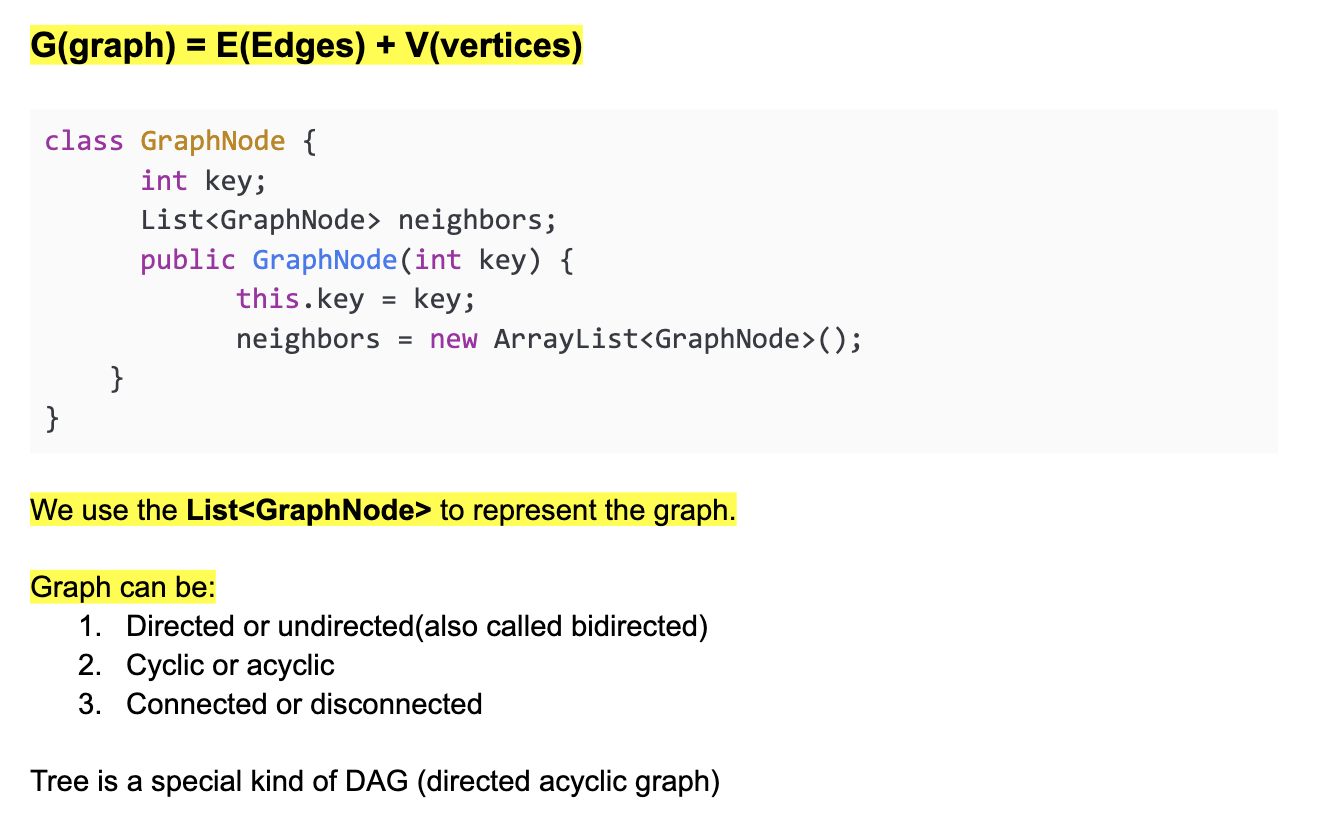 G(graph) = E(Edges) + V(vertices)
class GraphNode {
int key;
List<GraphNode> neighbors;
public GraphNode(int key) {
this.key = key;
neighbors = new ArrayList<GraphNode>();
}
}
We use the List<GraphNode> to represent the graph.
Graph can be:
1. Directed or undirected(also called bidirected)
2. Cyclic or acyclic
3. Connected or disconnected
Tree is a special kind of DAG (directed acyclic graph)